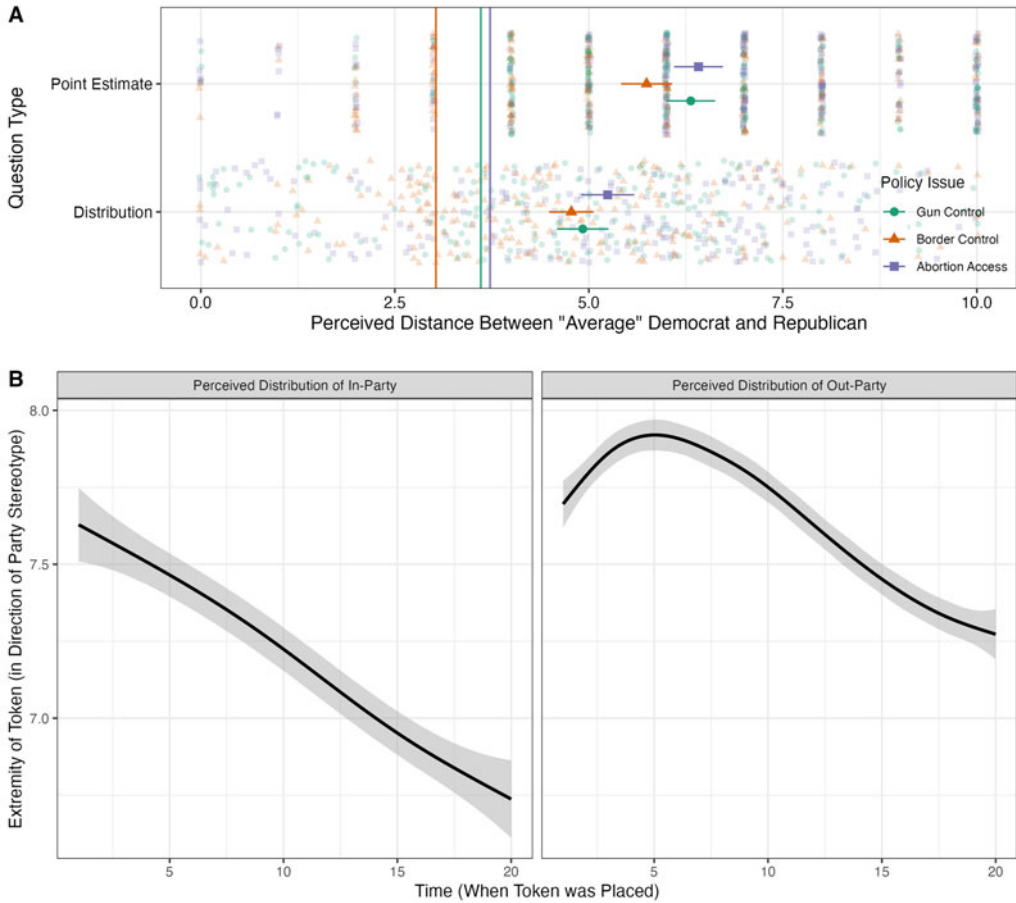 A
Question Type
Point Estimate
Distribution
Policy Issue
Gun Control
Border Control
Abortion Access
0.0 2.5 5.0 7.5 10.0
Perceived Distance Between "Average" Democrat and Republican
B
Perceived Distribution of In-Party Perceived Distribution of Out-Party
Extremity of Token (in Direction of Party Stereotype)
8.0
7.5
7.0
5 10 15 20 5 10 15 20
Time (When Token was Placed)